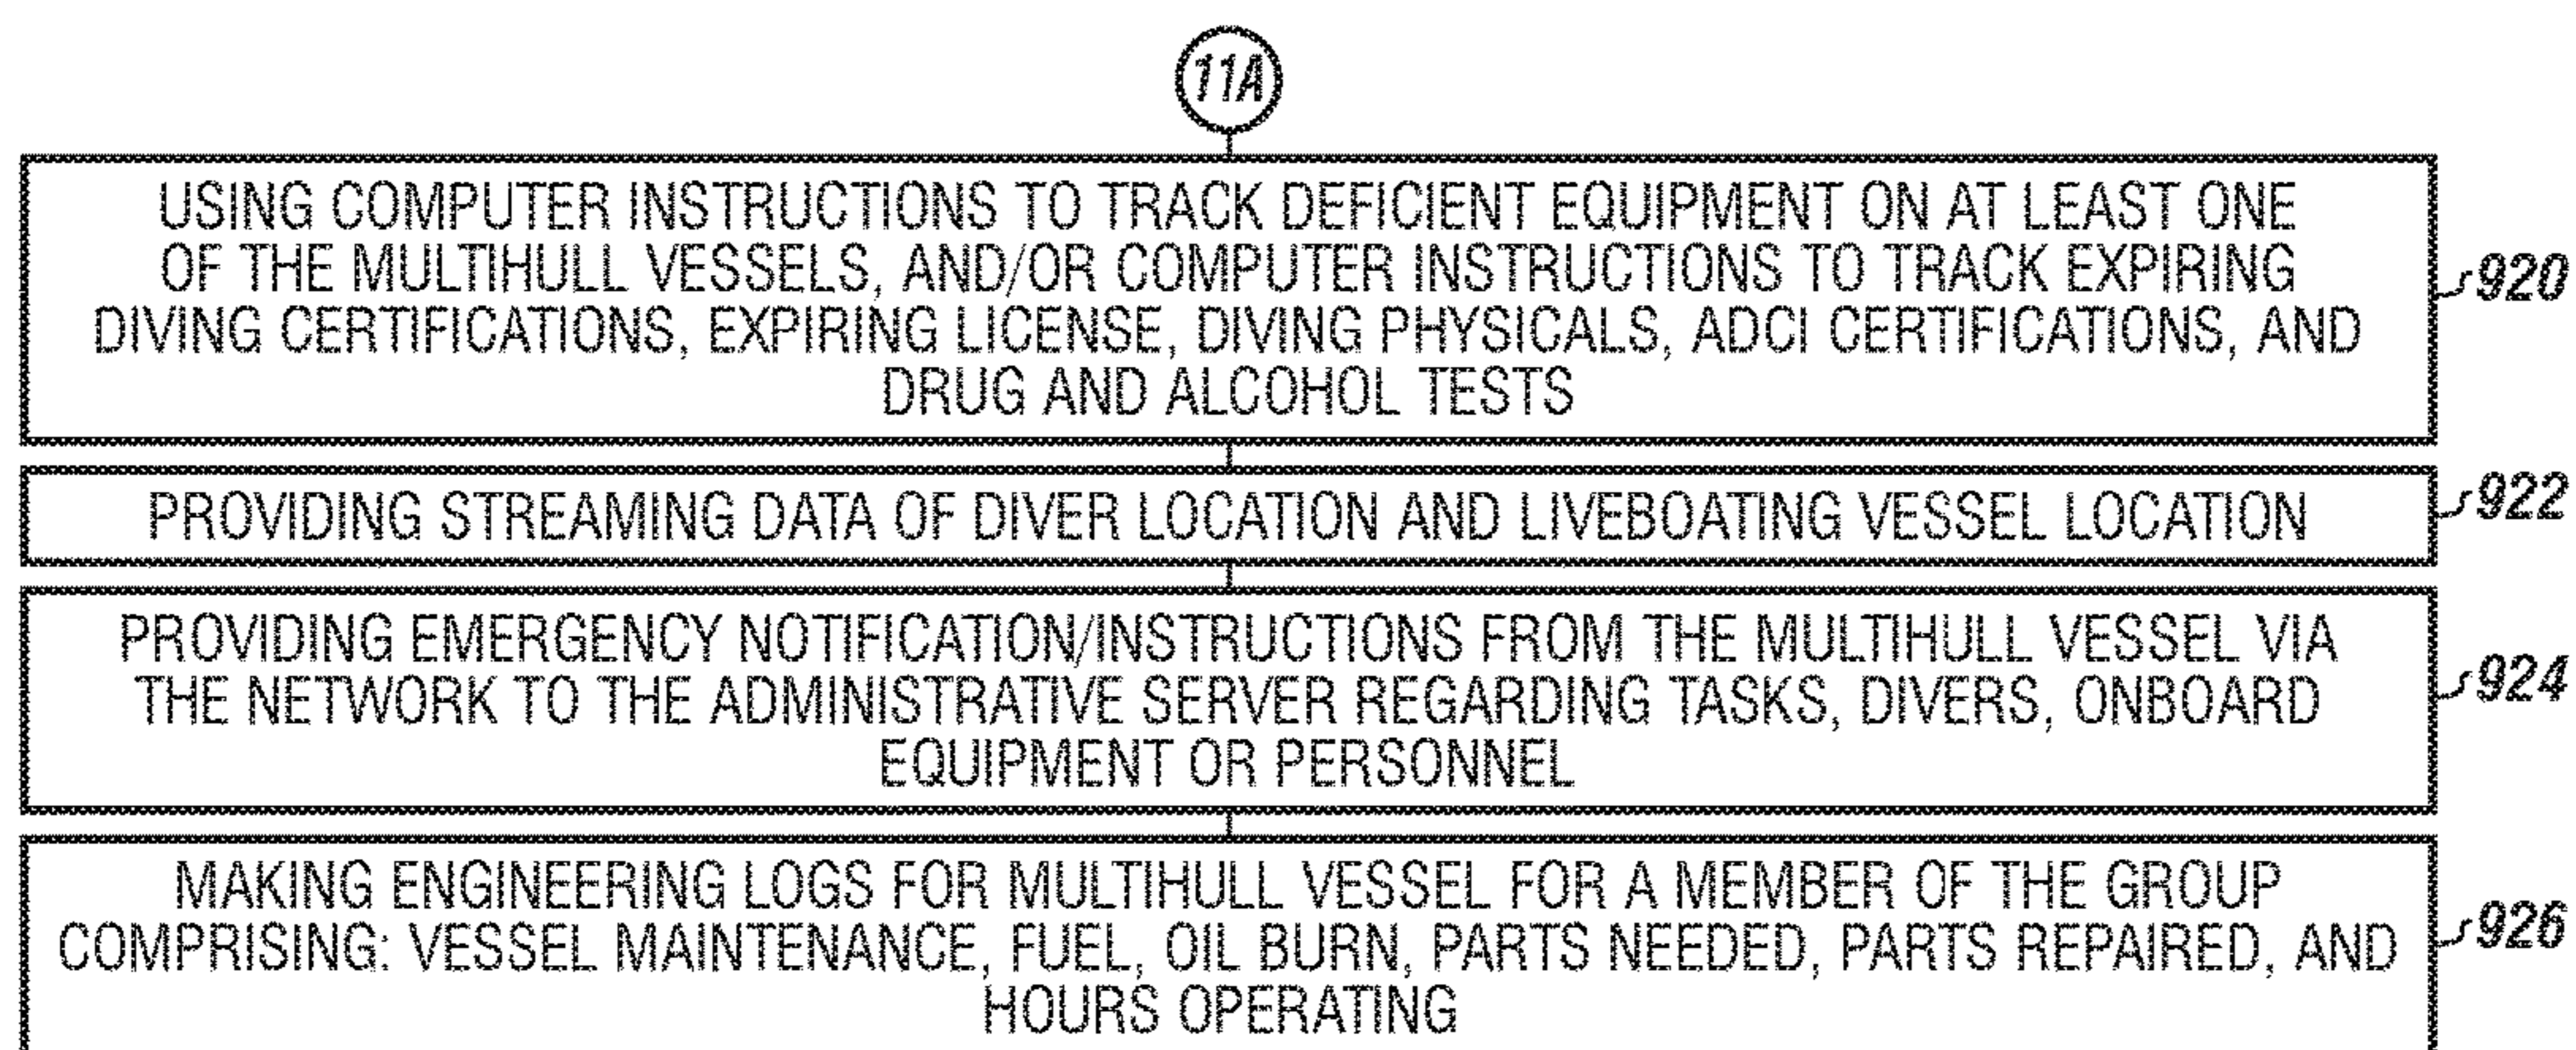 11A
USING COMPUTER INSTRUCTIONS TO TRACK DEFICIENT EQUIPMENT ON AT LEAST ONE
OF THE MULTIHULL VESSELS, AND/OR COMPUTER INSTRUCTIONS TO TRACK EXPIRING
DIVING CERTIFICATIONS, EXPIRING LICENSE, DIVING PHYSICALS, ADCI CERTIFICATIONS, AND
DRUG AND ALCOHOL TESTS
920
PROVIDING STREAMING DATA OF DIVER LOCATION AND LIVEBOATING VESSEL LOCATION
922
PROVIDING EMERGENCY NOTIFICATION/INSTRUCTIONS FROM THE MULTIHULL VESSEL VIA
THE NETWORK TO THE ADMINISTRATIVE SERVER REGARDING TASKS, DIVERS, ONBOARD
EQUIPMENT OR PERSONNEL
924
MAKING ENGINEERING LOGS FOR MULTIHULL VESSEL FOR A MEMBER OF THE GROUP
COMPRISING: VESSEL MAINTENANCE, FUEL, OIL BURN, PARTS NEEDED, PARTS REPAIRED, AND
HOURS OPERATING
926